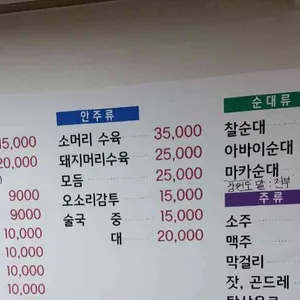 안주류
소머리 수육 35,000
돼지머리수육 25,000
모듬 25,000
오소리감투 15,000
술국 중 15,000
대 20,000
15,000
20,000
9000
9000
10,000
10,000
10,000
10,000
순대류
찰순대
아바이순대
마카순대
주류
소주
맥주
막걸리
잣, 곤드레